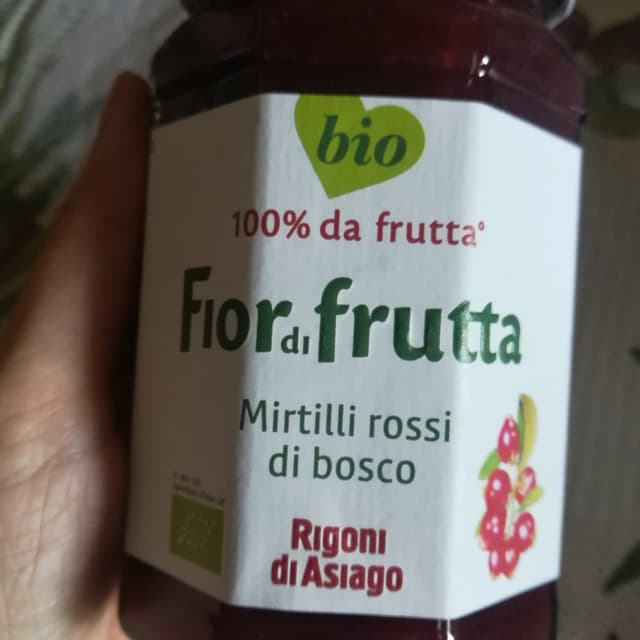 bio
100% da frutta°
Fior di frutta
Mirtilli rossi
di bosco
Rigoni
di Asiago